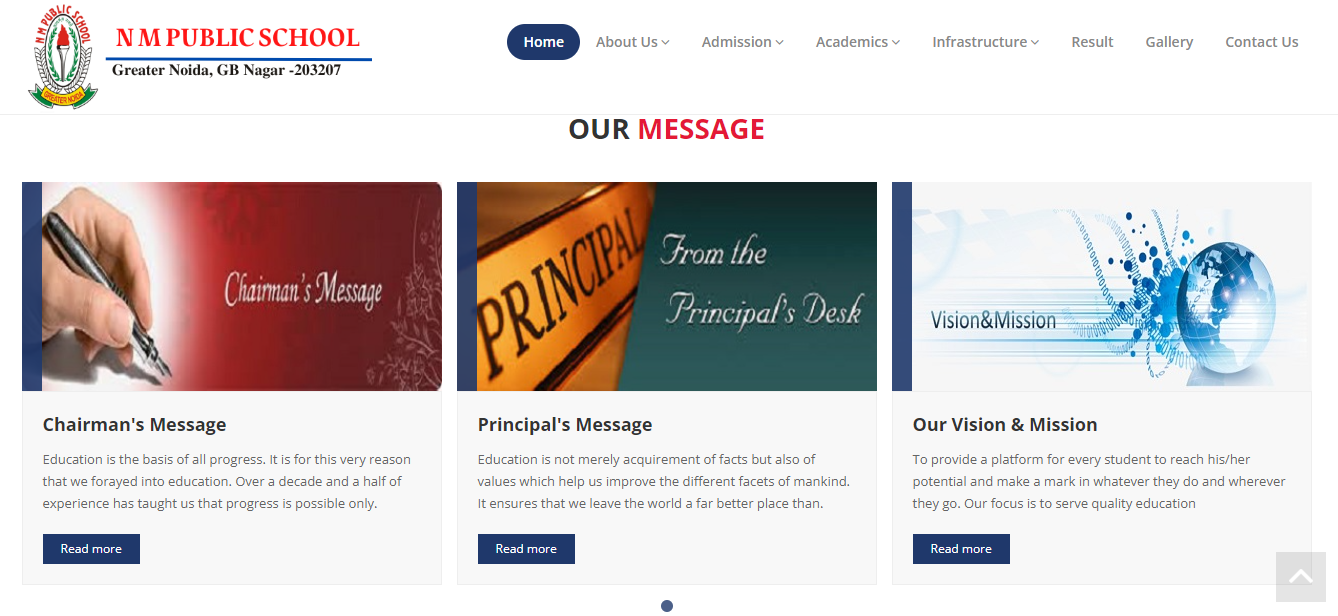 N M PUBLIC SCHOOL
GREATER NOIDA
N M PUBLIC SCHOOL
Greater Noida, GB Nagar -203207
Home About Us Admission Academics Infrastructure Result Gallery Contact Us
OUR MESSAGE
Chairman's Message
PRINCIPAL
From the
Principal's Desk
Vision&Mission
Chairman's Message
Education is the basis of all progress. It is for this very reason
that we forayed into education. Over a decade and a half of
experience has taught us that progress is possible only.
Read more
Principal's Message
Education is not merely acquirement of facts but also of
values which help us improve the different facets of mankind.
It ensures that we leave the world a far better place than.
Read more
Our Vision & Mission
To provide a platform for every student to reach his/her
potential and make a mark in whatever they do and wherever
they go. Our focus is to serve quality education
Read more